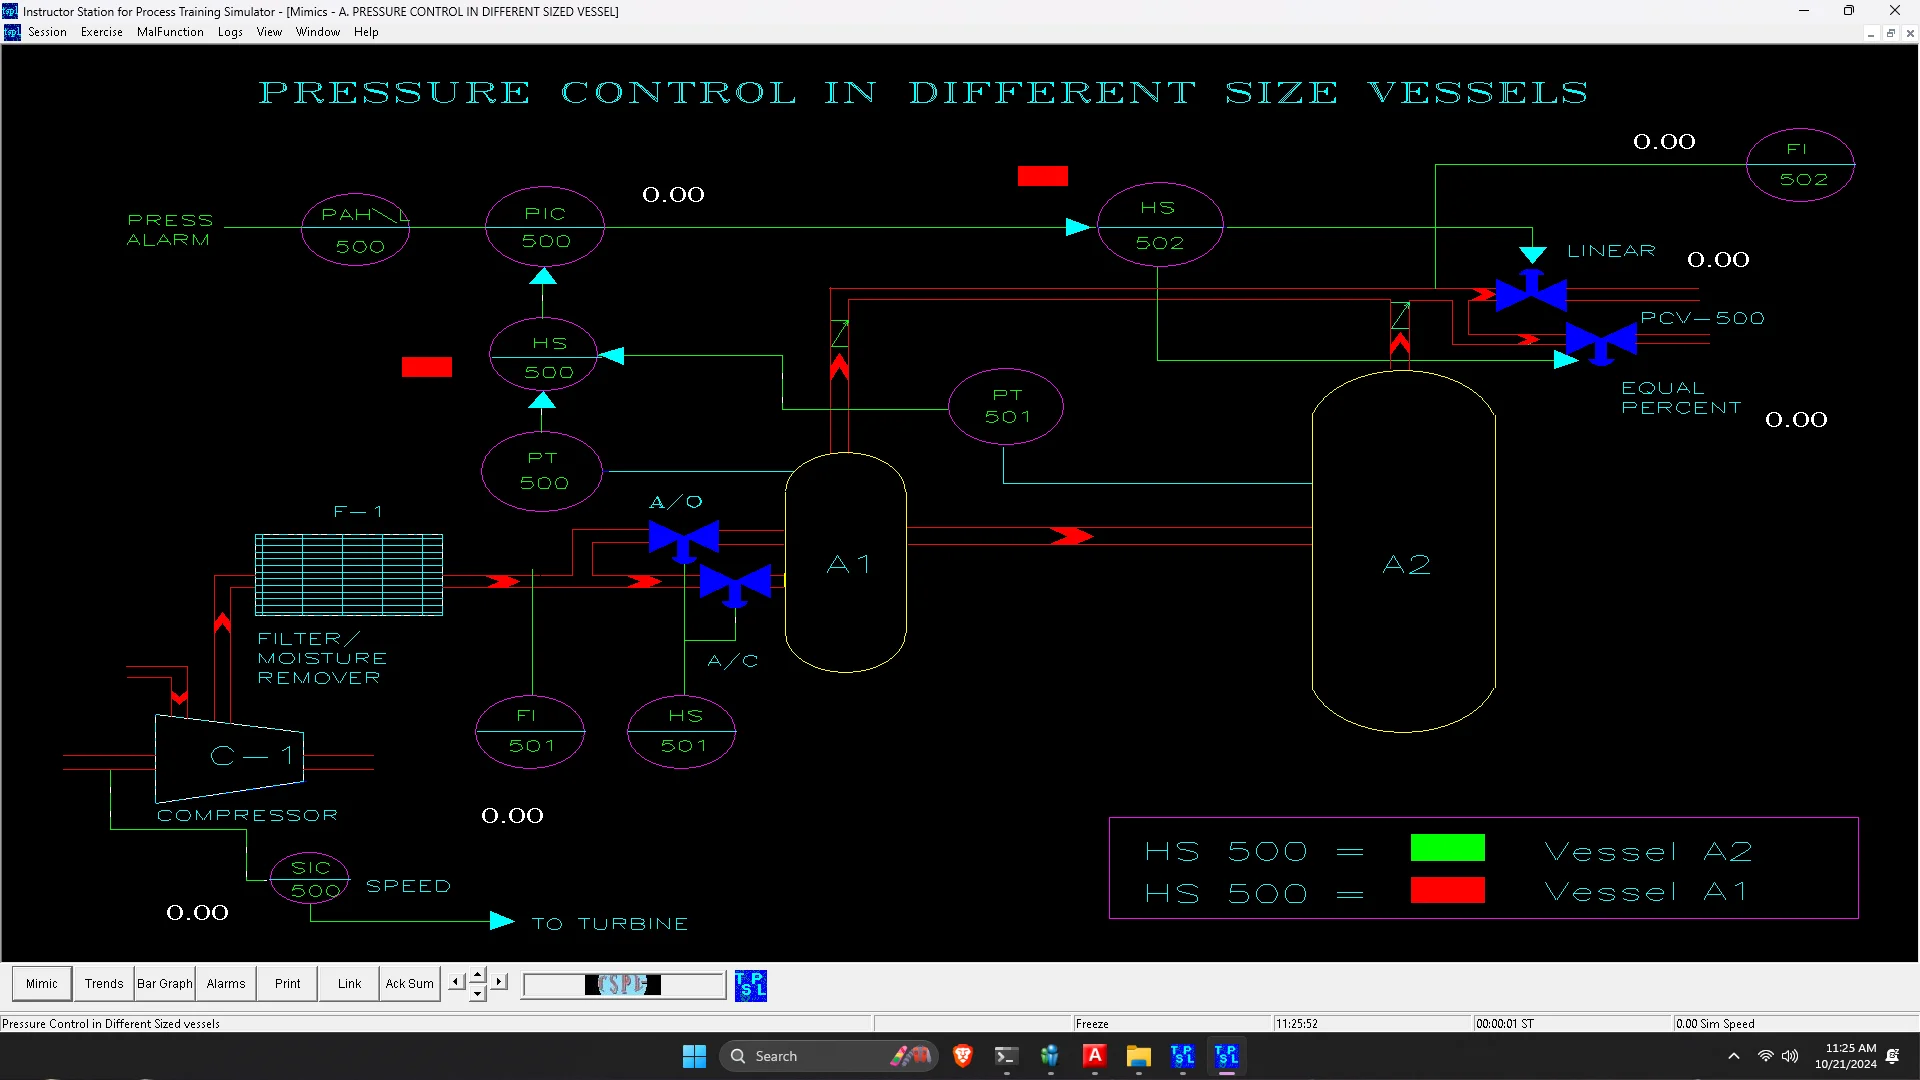 Instructor Station for Process Training Simulator - [Mimics - A. PRESSURE CONTROL IN DIFFERENT SIZED VESSEL]
Session Exercise MalFunction Logs View Window Help
PRESSURE CONTROL IN DIFFERENT SIZE VESSELS
0.00
FI
502
PRESS
ALARM
PAH\L
500
PIC
500
0.00
HS
502
LINEAR
0.00
PCV-500
HS
500
PT
501
EQUAL
PERCENT
0.00
PT
500
A/O
F-1
A1
A2
FILTER/
MOISTURE
REMOVER
A/C
FI
501
HS
501
C-1
COMPRESSOR
0.00
SIC
500
SPEED
0.00
TO TURBINE
HS 500 = Vessel A2
HS 500 = Vessel A1
Mimic Trends Bar Graph Alarms Print Link Ack Sum TSPL TPSL
Pressure Control in Different Sized vessels Freeze 11:25:52 00:00:01 ST 0.00 Sim Speed
Search
11:25 AM
10/21/2024